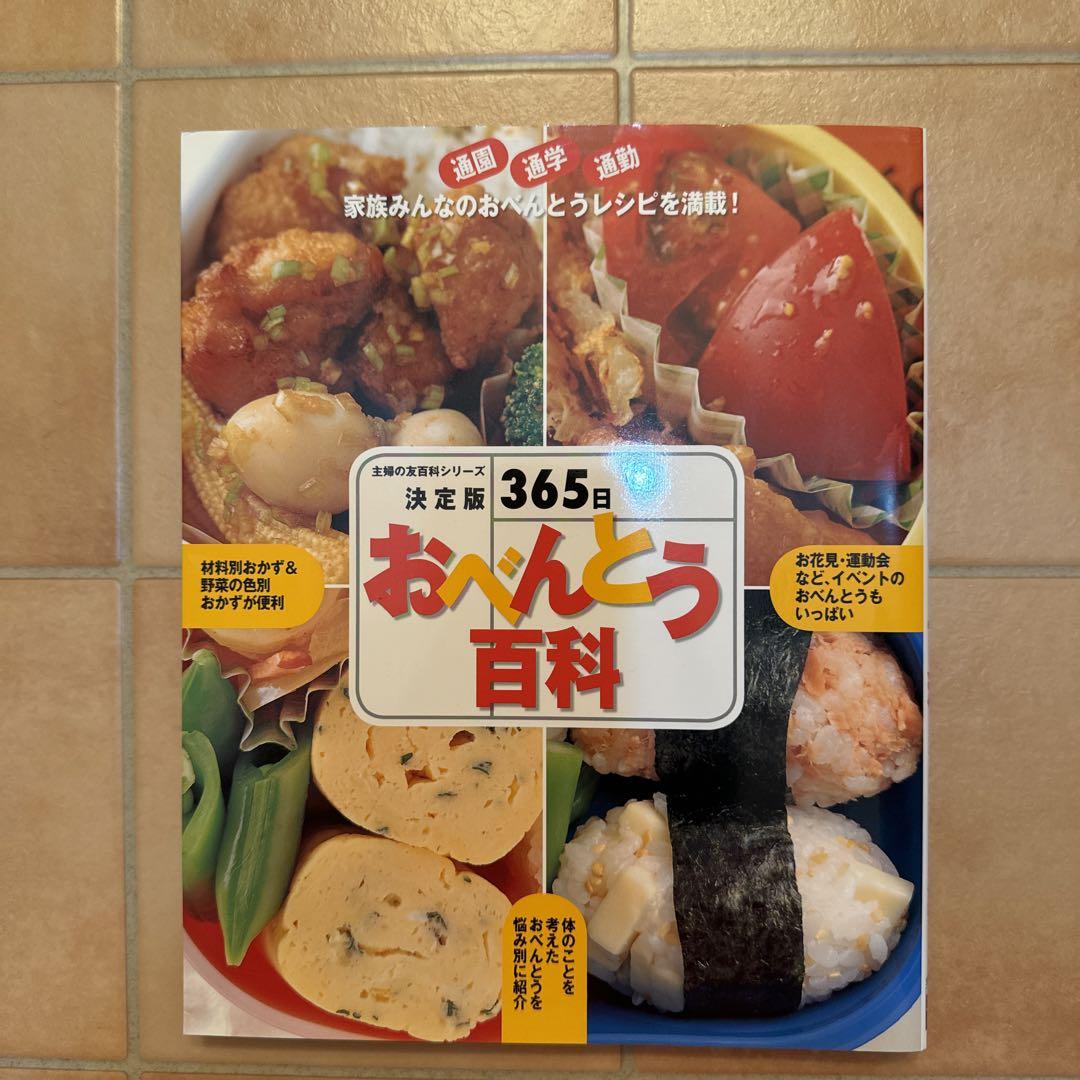 通園 通学 通勤
家族みんなのおべんとうレシピを満載！
主婦の友百科シリーズ
決定版 365日
おべんとう
百科
材料別おかず＆
野菜の色別
おかずが便利
お花見・運動会
など、イベントの
おべんとうも
いっぱい
体のことを
考えた
おべんとうを
悩み別に紹介